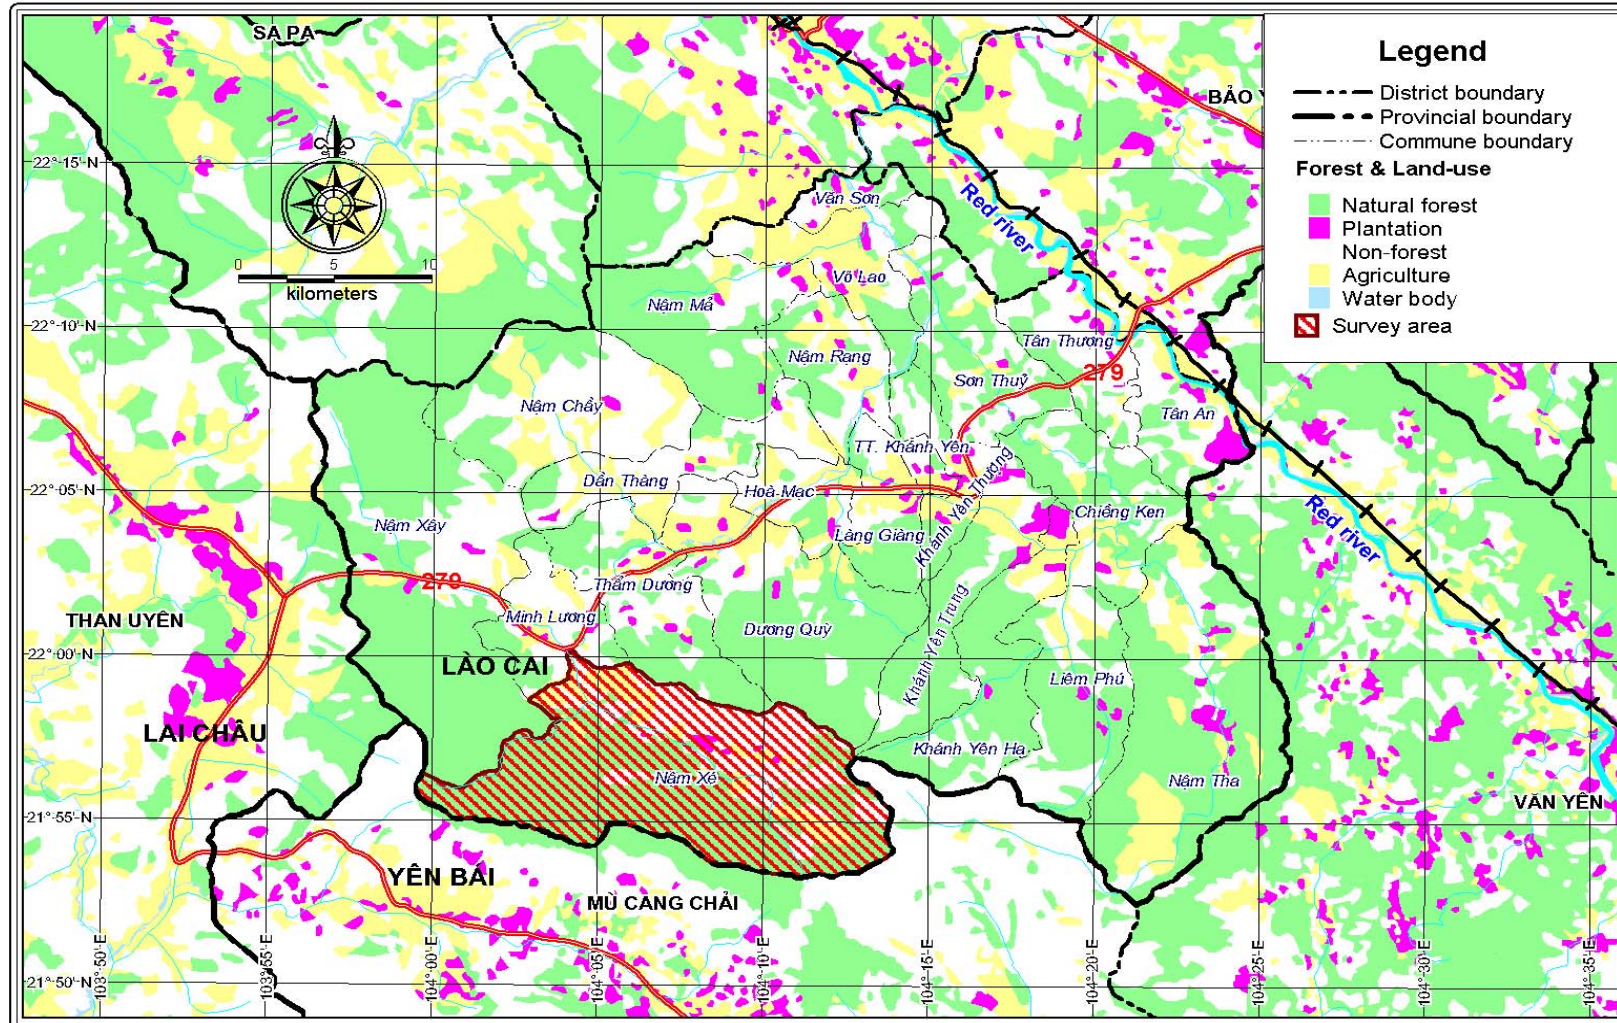 SA PA
Legend
District boundary
Provincial boundary
Commune boundary
Forest & Land-use
Natural forest
Plantation
Non-forest
Agriculture
Water body
Survey area
BẢO
22°15'N
0 5 10
kilometers
Văn Sơn
Red river
Võ Lao
Nậm Mả
22°10'N
Nậm Rang
Tân Thượng
Sơn Thuỷ
279
Nậm Chầy
Tân An
TT. Khánh Yên
Dần Thàng
Hoà Mạc
22°05'N
Khánh Yên Thượng
Chiềng Ken
Nậm Xây
Làng Giàng
Red river
279
Thẩm Dương
Minh Lương
THAN UYÊN
Dương Quỳ
Khánh Yên Trung
22°00'N
LÀO CAI
Liêm Phú
LAI CHÂU
Khánh Yên Ha
Nậm Xé
Nậm Tha
VĂN YÊN
21°55'N
YÊN BÁI
MÙ CĂNG CHẢI
21°50'N
103°50'E
103°55'E
104°00'E
104°05'E
104°10'E
104°15'E
104°20'E
104°25'E
104°30'E
104°35'E